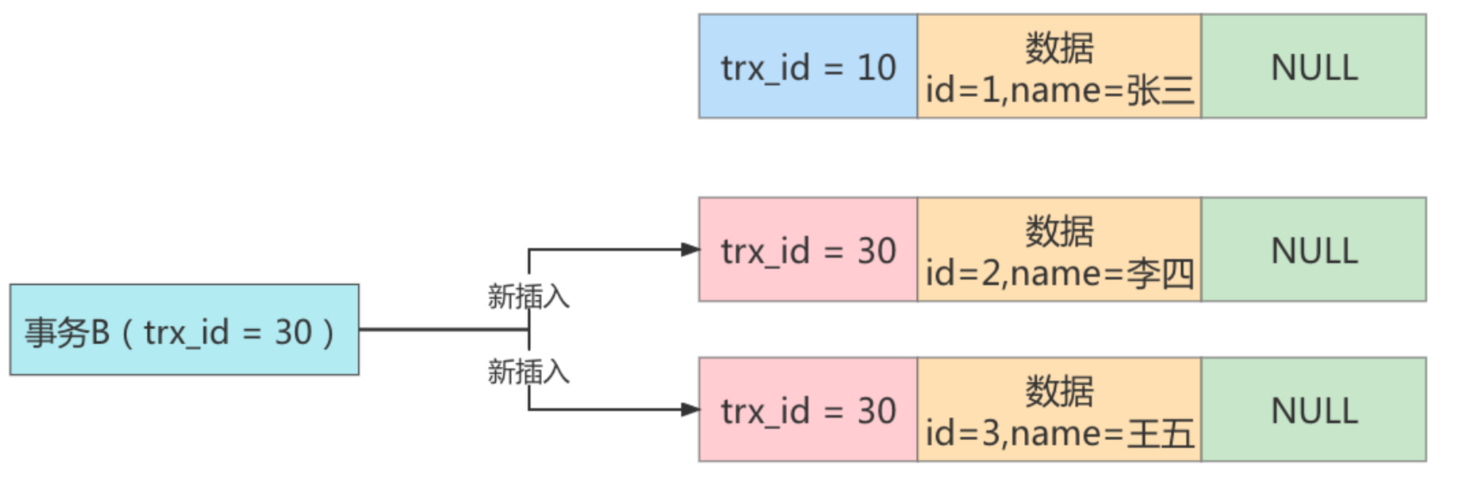 trx_id = 10
数据
id=1,name=张三
NULL
trx_id = 30
数据
id=2,name=李四
NULL
新插入
事务B（trx_id = 30）
新插入
trx_id = 30
数据
id=3,name=王五
NULL